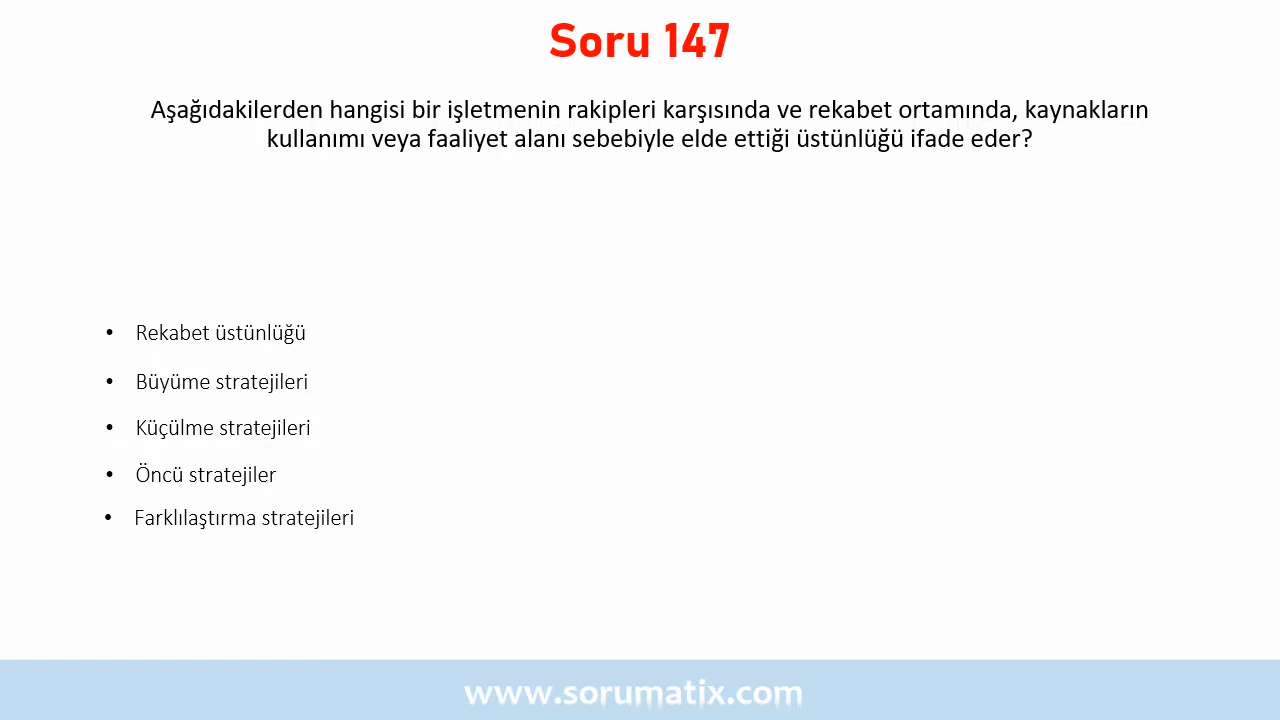 Soru 147
Aşağıdakilerden hangisi bir işletmenin rakipleri karşısında ve rekabet ortamında, kaynakların
kullanımı veya faaliyet alanı sebebiyle elde ettiği üstünlüğü ifade eder?
• Rekabet üstünlüğü
• Büyüme stratejileri
• Küçülme stratejileri
• Öncü stratejiler
• Farklılaştırma stratejileri
www.sorumatix.com